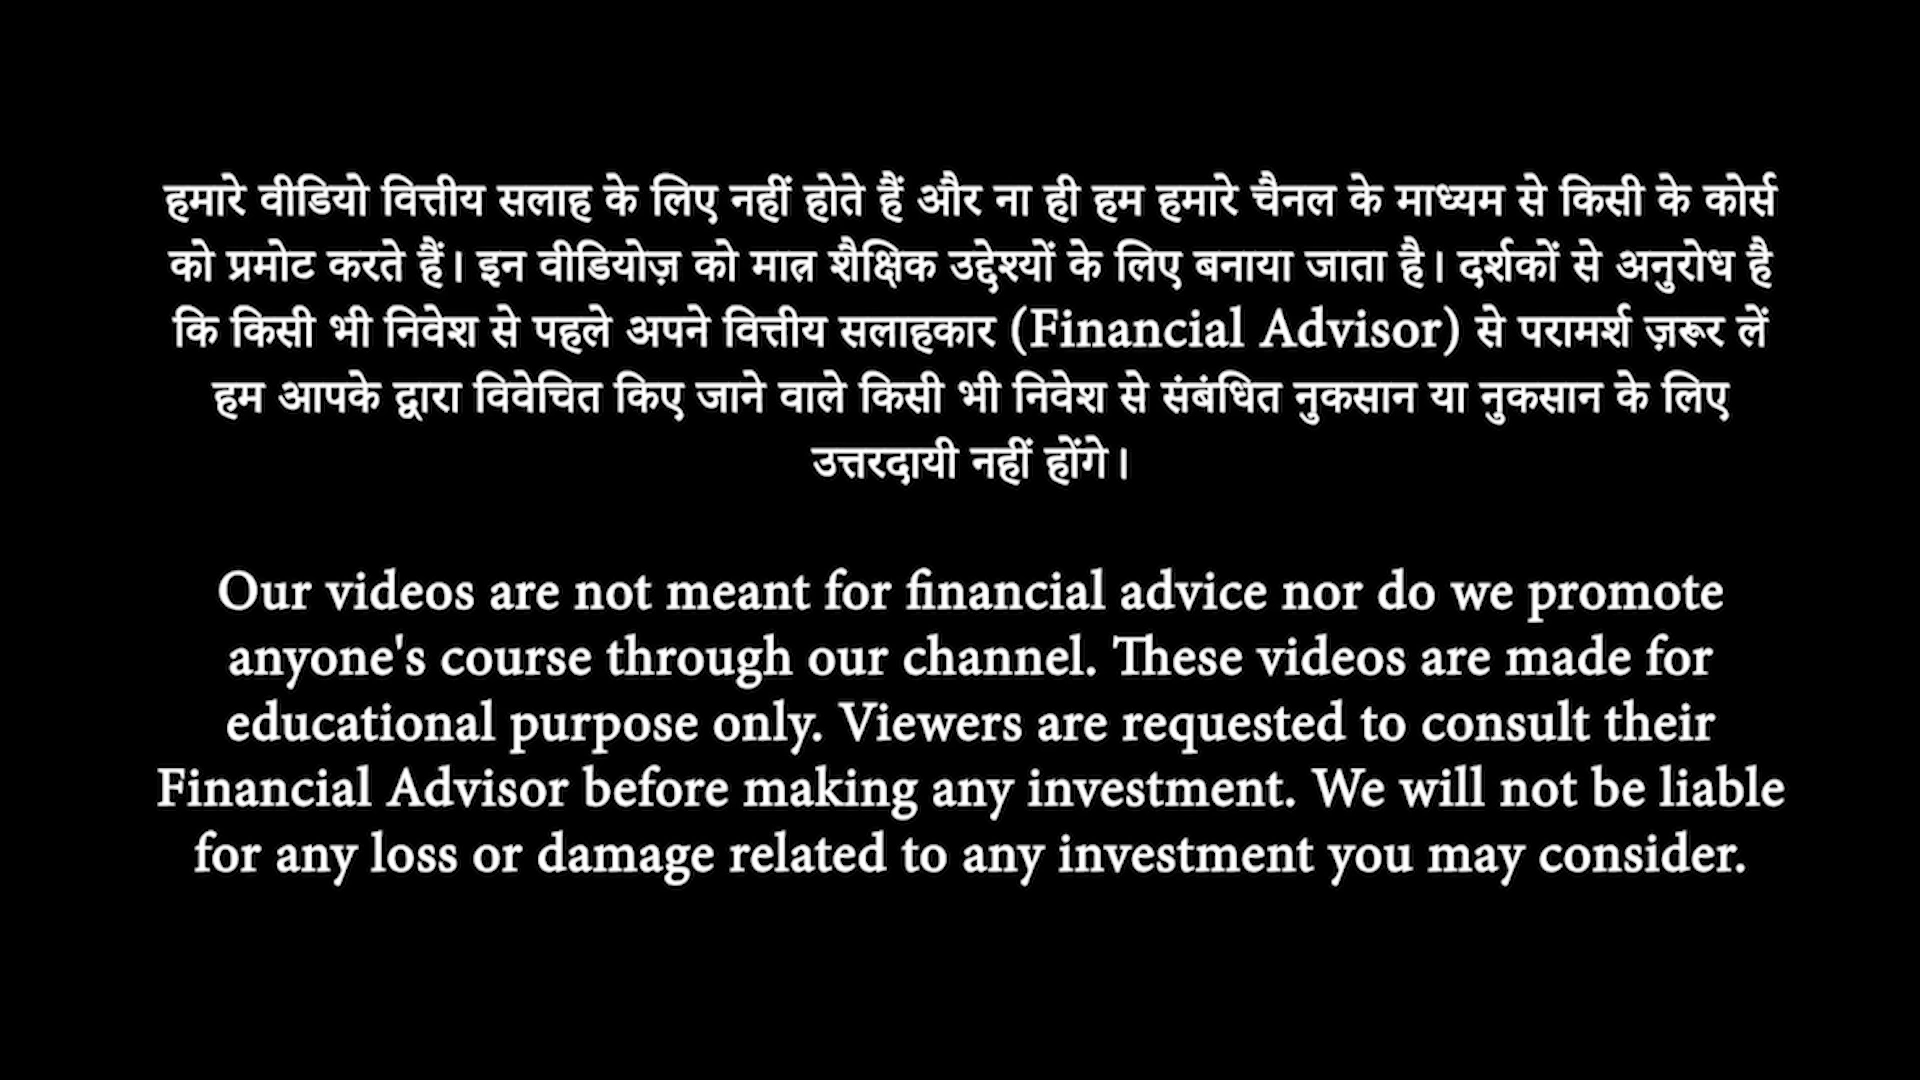 हमारे वीडियो वित्तीय सलाह के लिए नहीं होते हैं और ना ही हम हमारे चैनल के माध्यम से किसी के कोर्स
को प्रमोट करते हैं। इन वीडियोज़ को मात्र शैक्षिक उद्देश्यों के लिए बनाया जाता है। दर्शकों से अनुरोध है
कि किसी भी निवेश से पहले अपने वित्तीय सलाहकार (Financial Advisor) से परामर्श ज़रूर लें
हम आपके द्वारा विवेचित किए जाने वाले किसी भी निवेश से संबंधित नुकसान या नुकसान के लिए
उत्तरदायी नहीं होंगे।
Our videos are not meant for financial advice nor do we promote
anyone's course through our channel. These videos are made for
educational purpose only. Viewers are requested to consult their
Financial Advisor before making any investment. We will not be liable
for any loss or damage related to any investment you may consider.